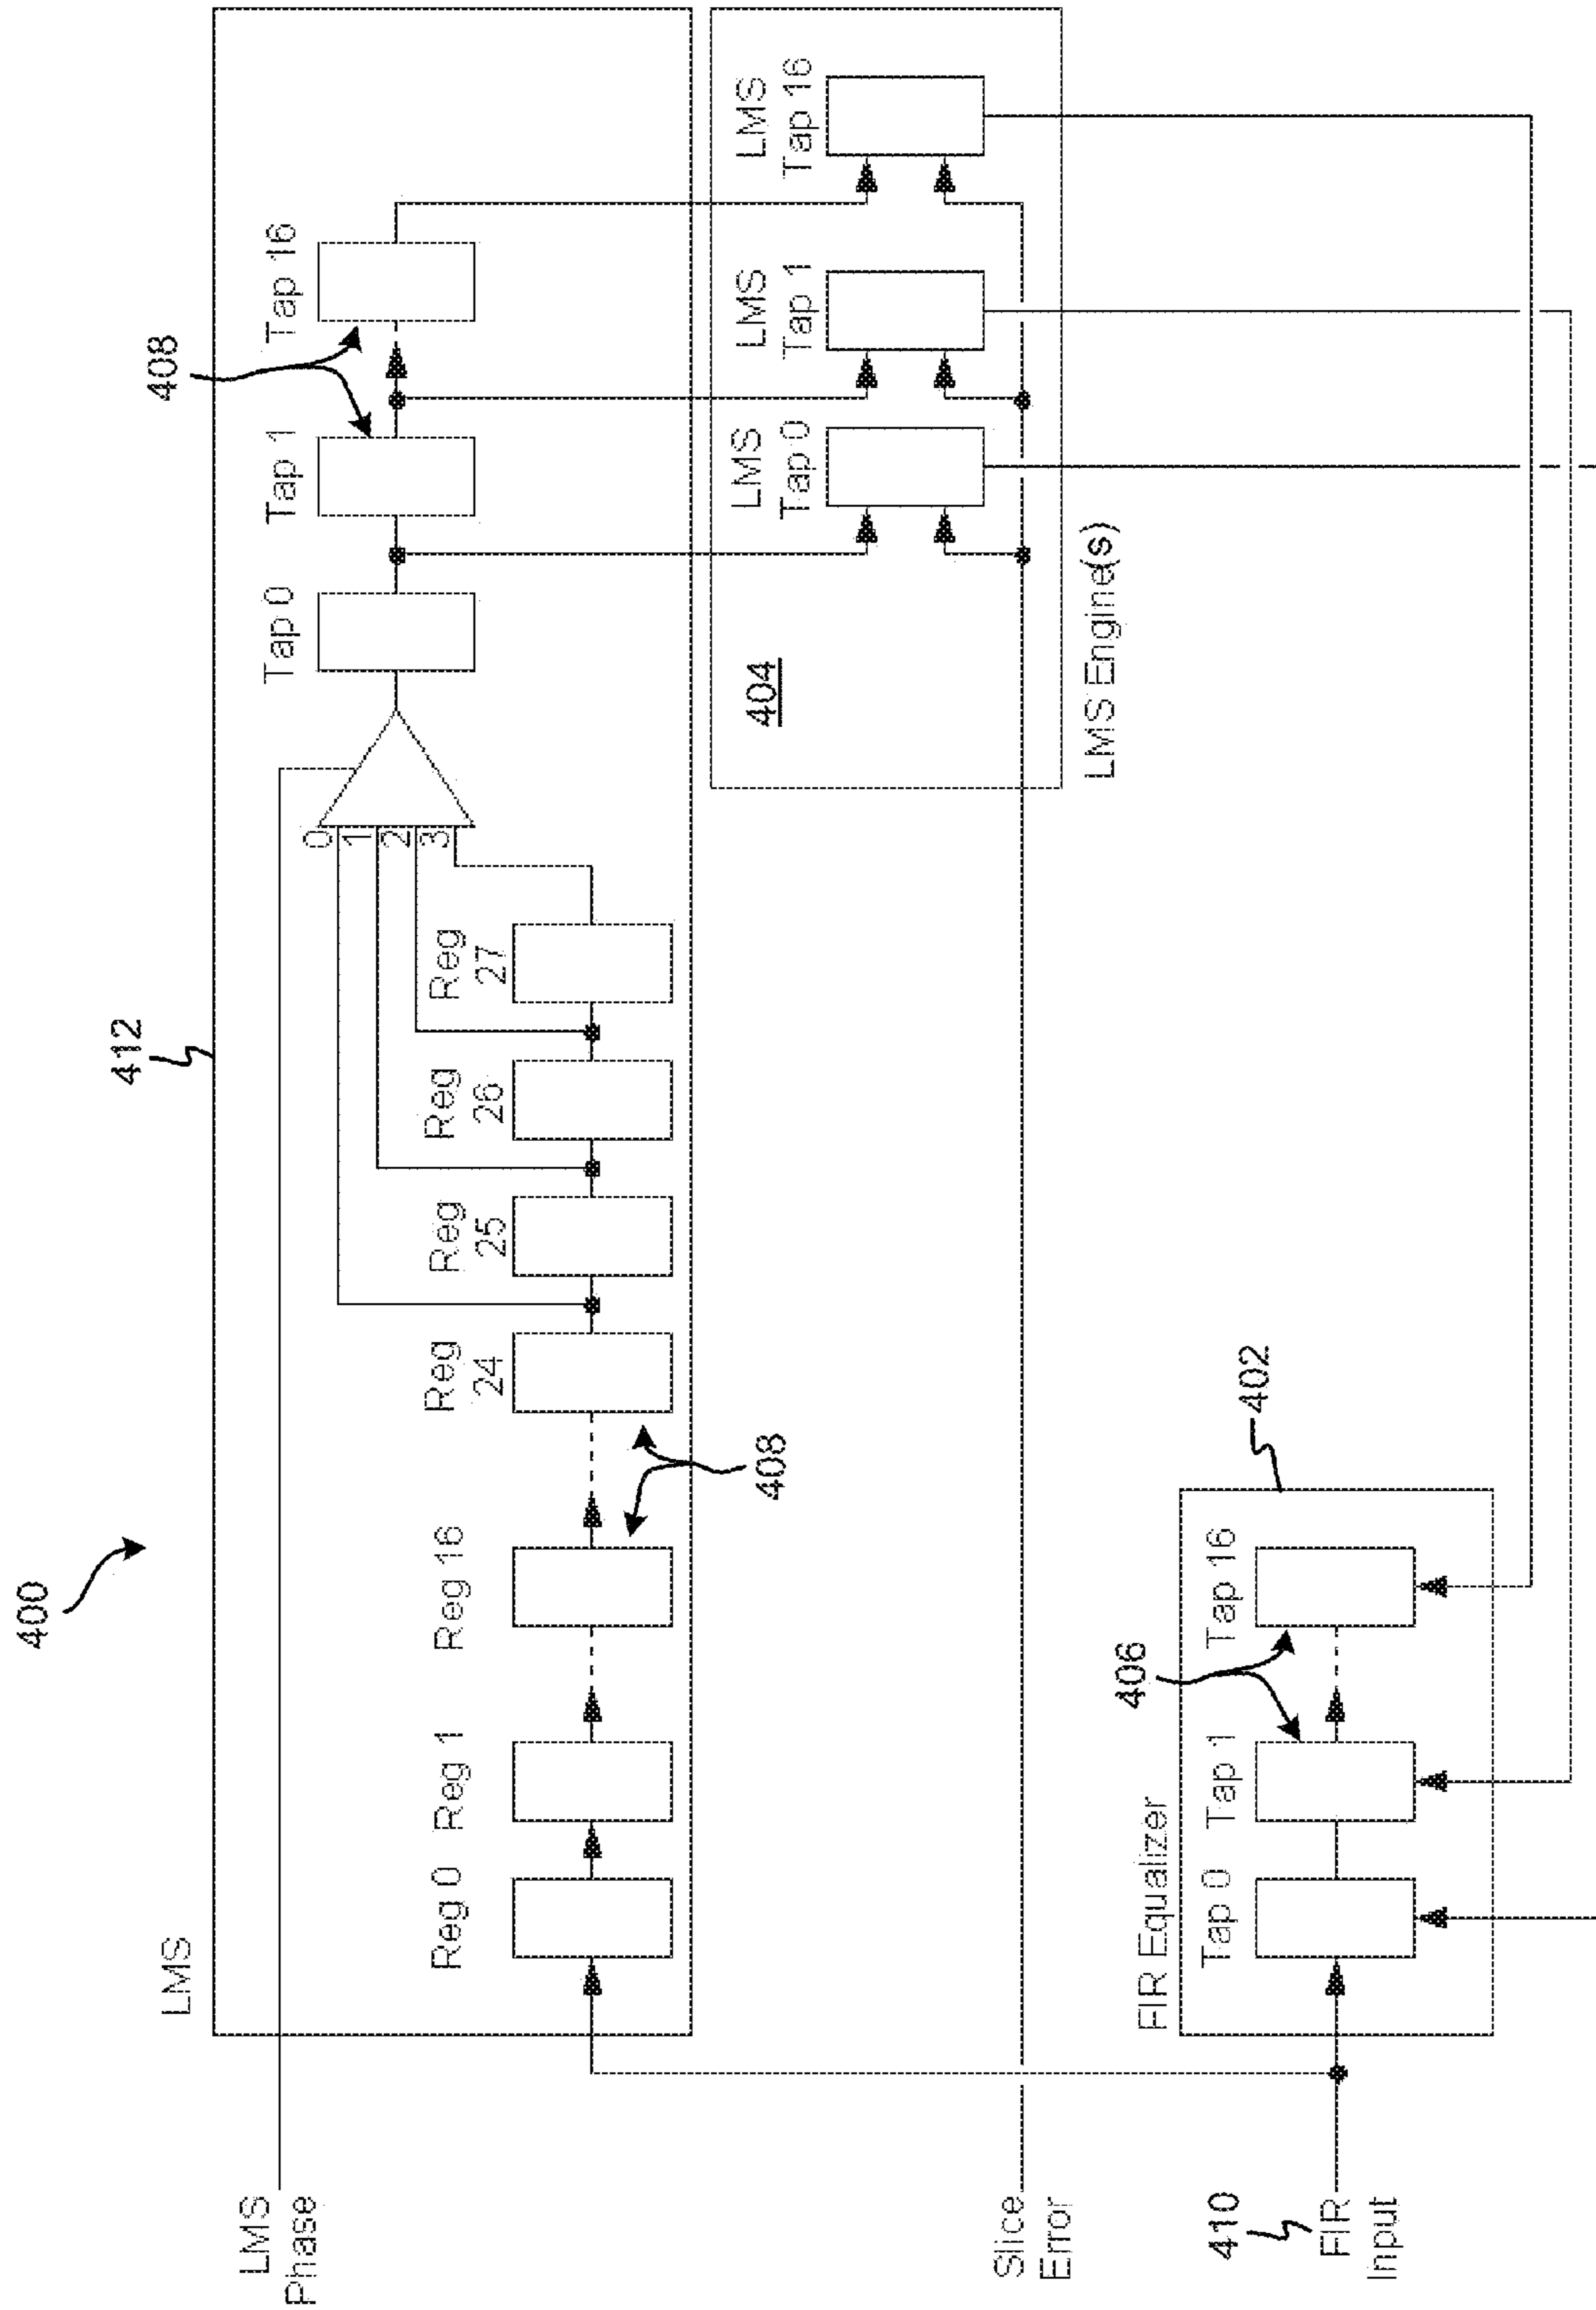 400
412
LMS
LMS
Phase
408
Tap 0
Tap 1
Tap 16
0
1
2
3
Reg 0
Reg 1
Reg 16
Reg
24
Reg
25
Reg
26
Reg
27
408
404
LMS
Tap 0
LMS
Tap 1
LMS
Tap 16
LMS Engine(s)
Slice
Error
FIR Equalizer
402
406
Tap 0
Tap 1
Tap 16
410
FIR
Input